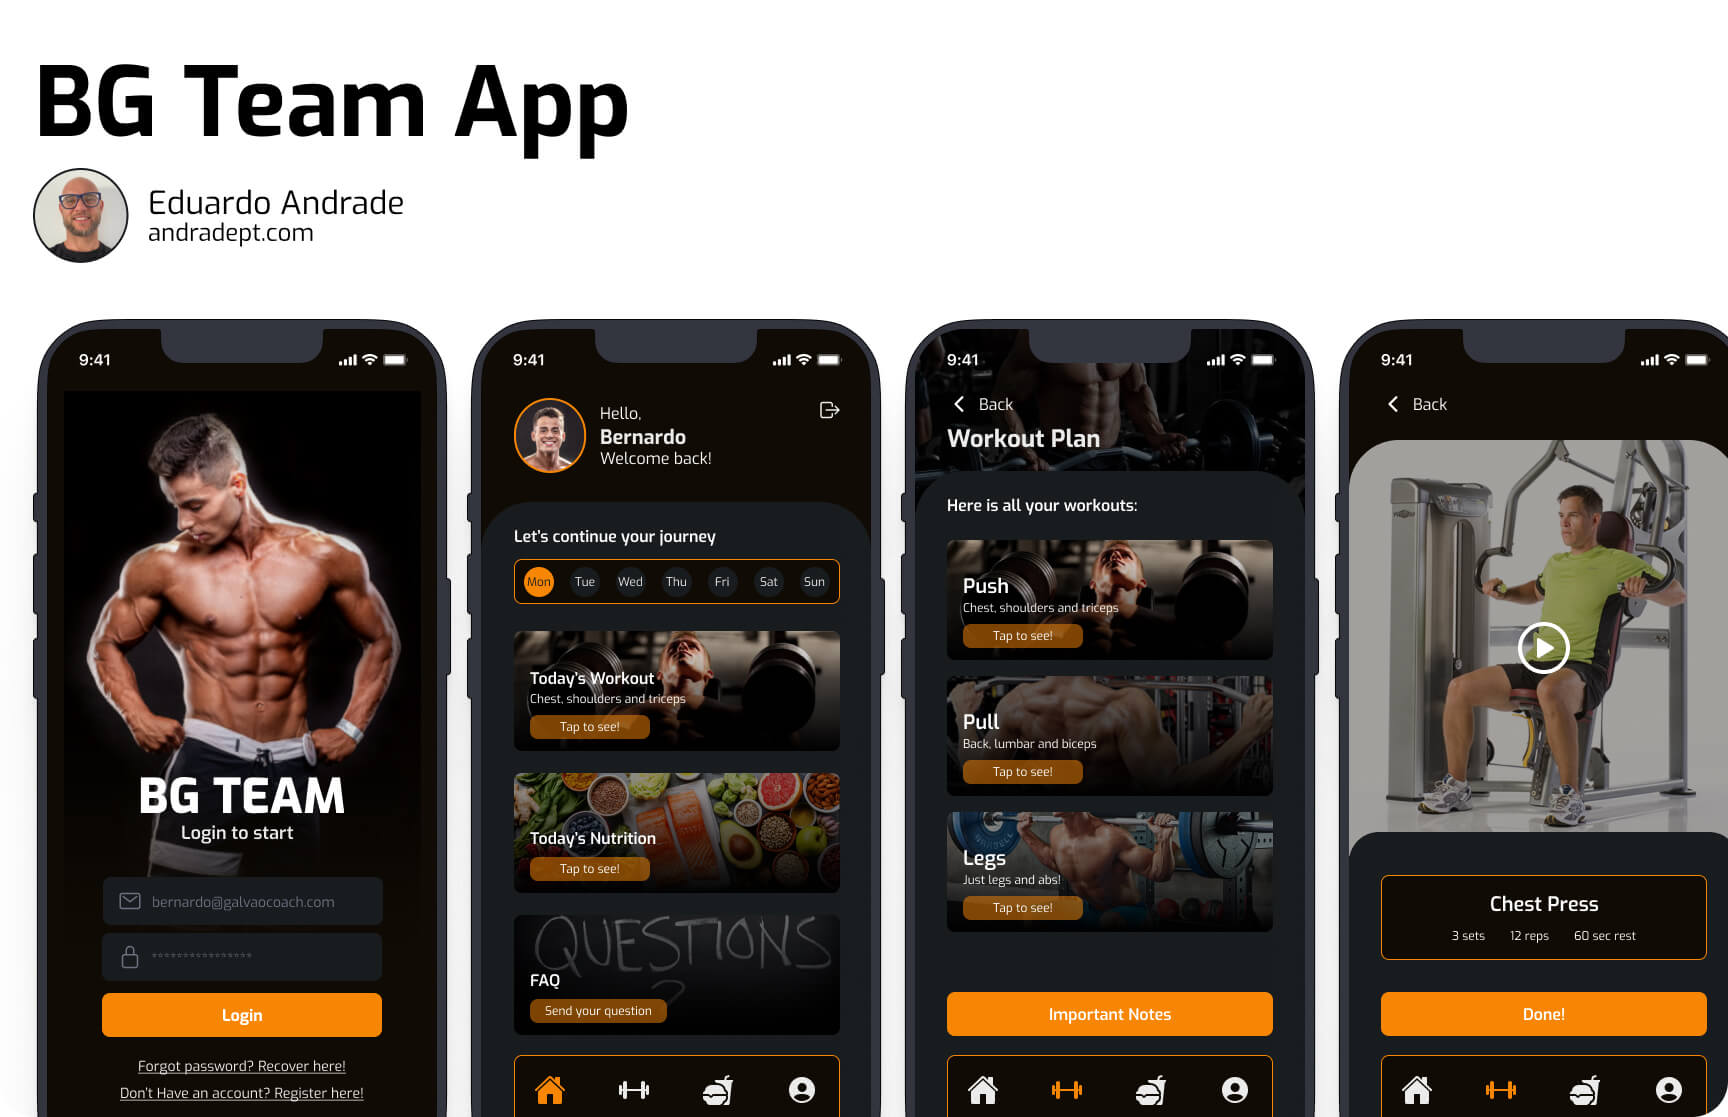 BG Team App
Eduardo Andrade
andradept.com
9:41
BG TEAM
Login to start
bernardo@galvaocoach.com
****************
Login
Forgot password? Recover here!
Don't Have an account? Register here!
9:41
Hello,
Bernardo
Welcome back!
Let's continue your journey
Mon Tue Wed Thu Fri Sat Sun
Today's Workout
Chest, shoulders and triceps
Tap to see!
Today's Nutrition
Tap to see!
QUESTIONS
?
FAQ
Send your question
9:41
Back
Workout Plan
Here is all your workouts:
Push
Chest, shoulders and triceps
Tap to see!
Pull
Back, lumbar and biceps
Tap to see!
Legs
Just legs and abs!
Tap to see!
Important Notes
9:41
Back
Chest Press
3 sets 12 reps 60 sec rest
Done!